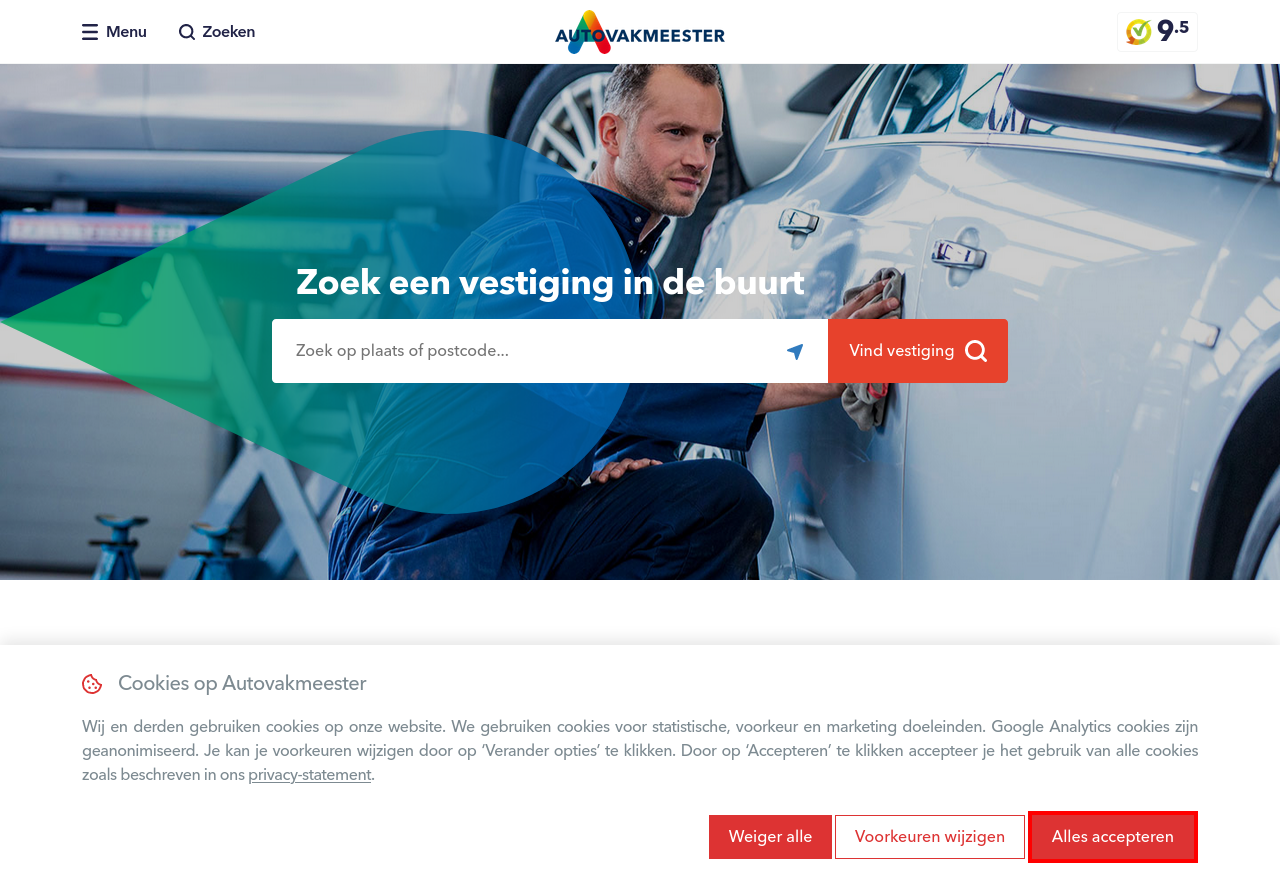 Menu
Zoeken
AUTOVAKMEESTER
9.5
Zoek een vestiging in de buurt
Zoek op plaats of postcode...
Vind vestiging
Cookies op Autovakmeester
Wij en derden gebruiken cookies op onze website. We gebruiken cookies voor statistische, voorkeur en marketing doeleinden. Google Analytics cookies zijn
geanonimiseerd. Je kan je voorkeuren wijzigen door op ‘Verander opties’ te klikken. Door op ‘Accepteren’ te klikken accepteer je het gebruik van alle cookies
zoals beschreven in ons privacy-statement.
Weiger alle
Voorkeuren wijzigen
Alles accepteren